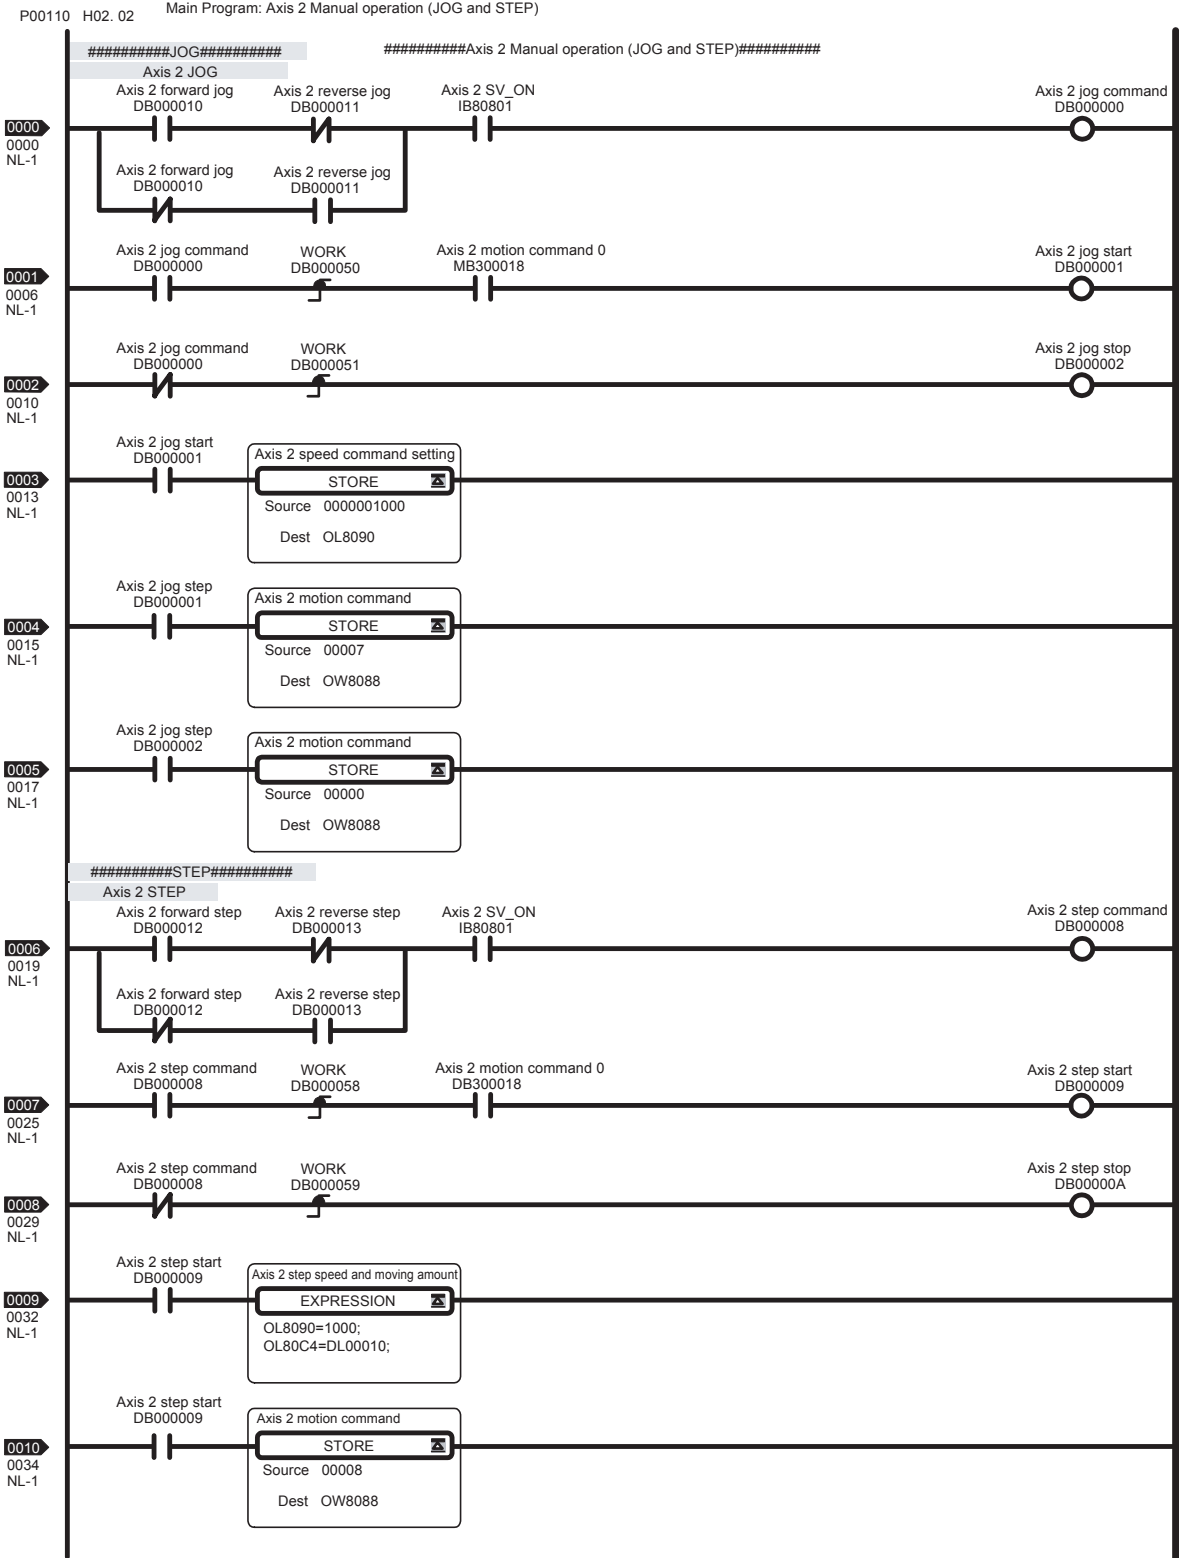 P00110 H02. 02 Main Program: Axis 2 Manual operation (JOG and STEP)
##########JOG########## ##########Axis 2 Manual operation (JOG and STEP)##########
Axis 2 JOG
Axis 2 forward jog Axis 2 reverse jog Axis 2 SV_ON Axis 2 jog command
DB000010 DB000011 IB80801 DB000000
0000
0000
NL-1
Axis 2 forward jog Axis 2 reverse jog
DB000010 DB000011
Axis 2 jog command WORK Axis 2 motion command 0 Axis 2 jog start
DB000000 DB000050 MB300018 DB000001
0001
0006
NL-1
Axis 2 jog command WORK Axis 2 jog stop
DB000000 DB000051 DB000002
0002
0010
NL-1
Axis 2 jog start
DB000001
Axis 2 speed command setting
0003 STORE
0013
NL-1
Source 0000001000
Dest OL8090
Axis 2 jog step
DB000001
Axis 2 motion command
0004 STORE
0015
NL-1
Source 00007
Dest OW8088
Axis 2 jog step
DB000002
Axis 2 motion command
0005 STORE
0017
NL-1
Source 00000
Dest OW8088
##########STEP##########
Axis 2 STEP
Axis 2 forward step Axis 2 reverse step Axis 2 SV_ON Axis 2 step command
DB000012 DB000013 IB80801 DB000008
0006
0019
NL-1
Axis 2 forward step Axis 2 reverse step
DB000012 DB000013
Axis 2 step command WORK Axis 2 motion command 0 Axis 2 step start
DB000008 DB000058 DB300018 DB000009
0007
0025
NL-1
Axis 2 step command WORK Axis 2 step stop
DB000008 DB000059 DB00000A
0008
0029
NL-1
Axis 2 step start
DB000009
Axis 2 step speed and moving amount
0009 EXPRESSION
0032
NL-1
OL8090=1000;
OL80C4=DL00010;
Axis 2 step start
DB000009
Axis 2 motion command
0010 STORE
0034
NL-1
Source 00008
Dest OW8088